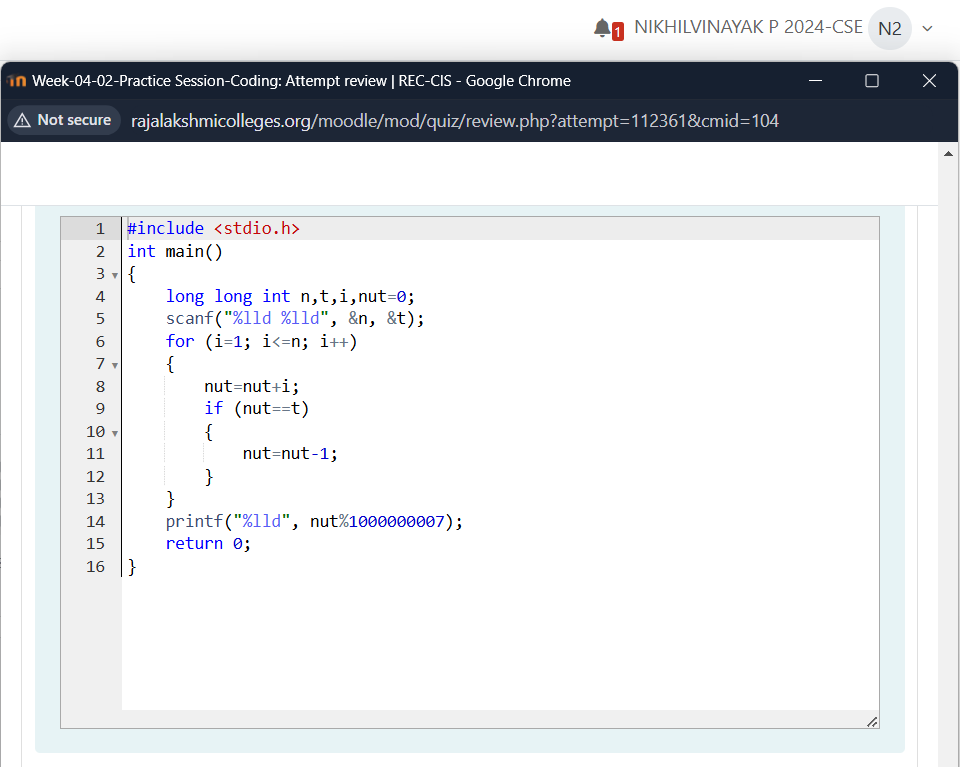 1 NIKHILVINAYAK P 2024-CSE N2
Week-04-02-Practice Session-Coding: Attempt review | REC-CIS - Google Chrome
Not secure rajalakshmicolleges.org/moodle/mod/quiz/review.php?attempt=112361&cmid=104
1 #include <stdio.h>
2 int main()
3 {
4     long long int n,t,i,nut=0;
5     scanf("%lld %lld", &n, &t);
6     for (i=1; i<=n; i++)
7     {
8         nut=nut+i;
9         if (nut==t)
10         {
11             nut=nut-1;
12         }
13     }
14     printf("%lld", nut%1000000007);
15     return 0;
16 }